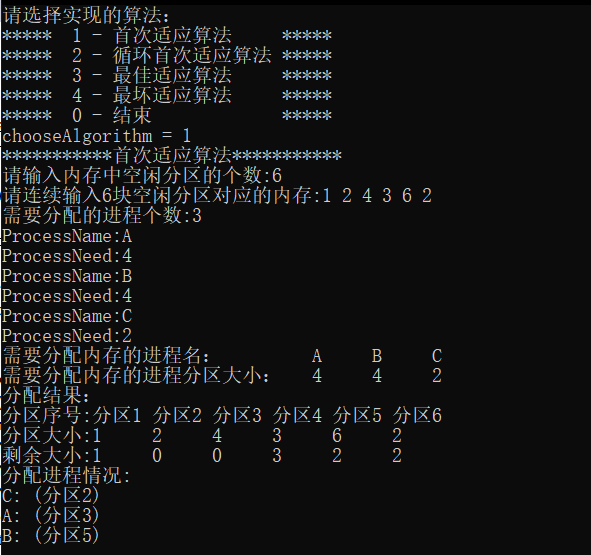 请选择实现的算法:
*****  1 - 首次适应算法     *****
*****  2 - 循环首次适应算法 *****
*****  3 - 最佳适应算法     *****
*****  4 - 最坏适应算法     *****
*****  0 - 结束             *****
chooseAlgorithm = 1
***********首次适应算法***********
请输入内存中空闲分区的个数:6
请连续输入6块空闲分区对应的内存:1 2 4 3 6 2
需要分配的进程个数:3
ProcessName:A
ProcessNeed:4
ProcessName:B
ProcessNeed:4
ProcessName:C
ProcessNeed:2
需要分配内存的进程名:          A     B     C
需要分配内存的进程分区大小:   4     4     2
分配结果:
分区序号:分区1 分区2 分区3 分区4 分区5 分区6
分区大小:1     2     4     3     6     2
剩余大小:1     0     0     3     2     2
分配进程情况:
C: (分区2)
A: (分区3)
B: (分区5)